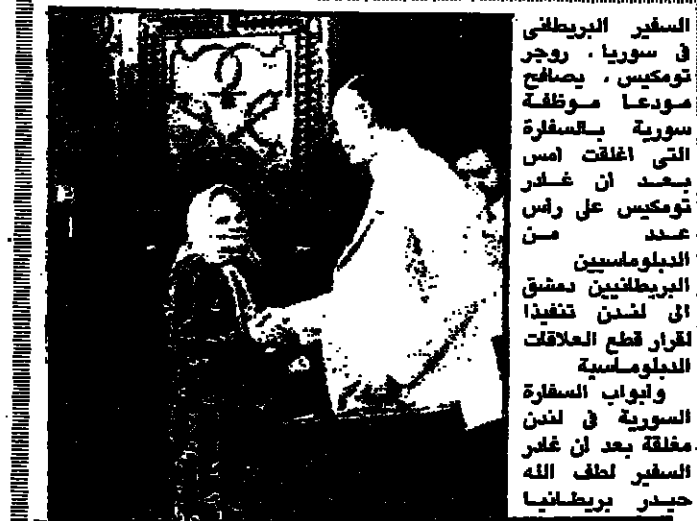 السفير البريطانى
فى سوريا ، روجر
تومكيس ، يصافح
مودعا موظفة
سورية بالسفارة
التى اغلقت امس
بعد ان غادر
تومكيس على راس
عدد من
الدبلوماسيين
البريطانيين دمشق
الى لندن تنفيذا
لقرار قطع العلاقات
الدبلوماسية
وابواب السفارة
السورية فى لندن
مغلقة بعد ان غادر
السفير لطف الله
حيدر بريطانيا